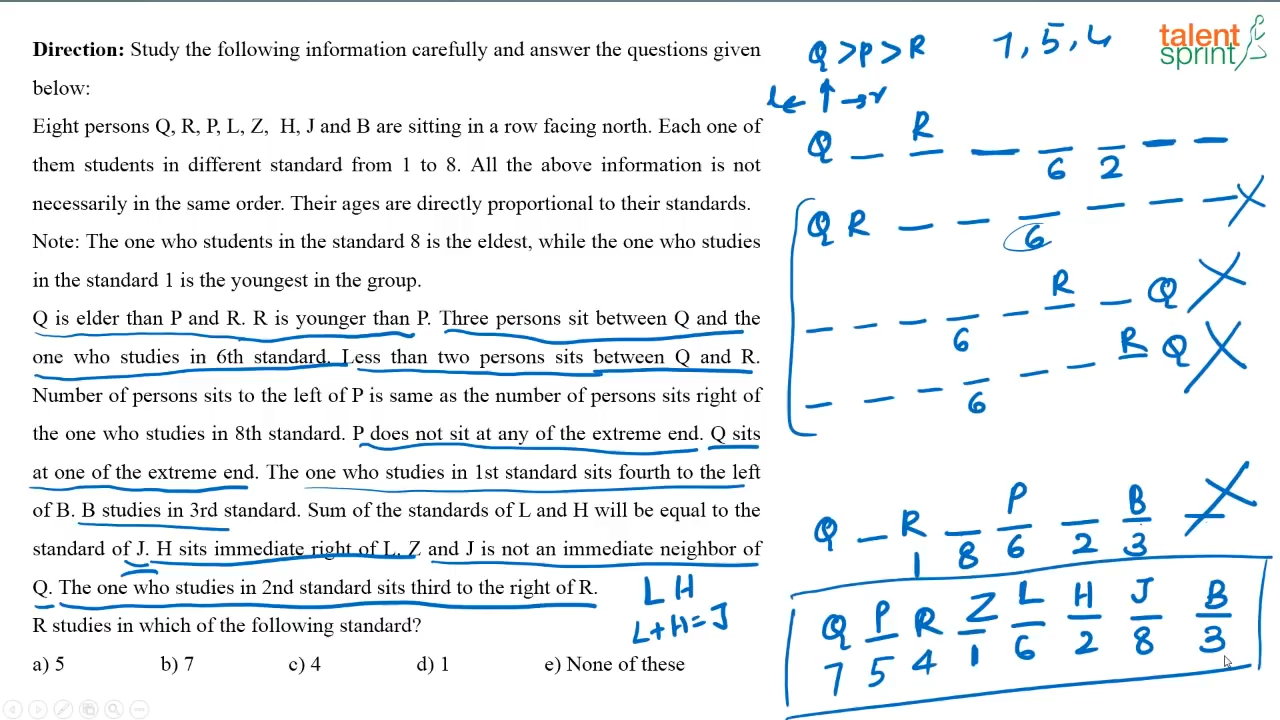 Direction: Study the following information carefully and answer the questions given
below:
Eight persons Q, R, P, L, Z, H, J and B are sitting in a row facing north. Each one of
them students in different standard from 1 to 8. All the above information is not
necessarily in the same order. Their ages are directly proportional to their standards.
Note: The one who students in the standard 8 is the eldest, while the one who studies
in the standard 1 is the youngest in the group.
Q is elder than P and R. R is younger than P. Three persons sit between Q and the
one who studies in 6th standard. Less than two persons sits between Q and R.
Number of persons sits to the left of P is same as the number of persons sits right of
the one who studies in 8th standard. P does not sit at any of the extreme end. Q sits
at one of the extreme end. The one who studies in 1st standard sits fourth to the left
of B. B studies in 3rd standard. Sum of the standards of L and H will be equal to the
standard of J. H sits immediate right of L. Z and J is not an immediate neighbor of
Q. The one who studies in 2nd standard sits third to the right of R.
R studies in which of the following standard?
a) 5 b) 7 c) 4 d) 1 e) None of these
L H
L+H=J
Q >P > R 7, 5, 4
talent
sprint
l ← ↑ → r
Q _ R _ _ _ _ _
6 2
Q R _ _ _ _ _ _ X
6
_ _ _ _ _ R _ Q X
6
_ _ _ _ _ _ R Q X
6
Q _ R _ P _ B _ X
1 8 6 2 3
Q P R Z L H J B
7 5 4 1 6 2 8 3